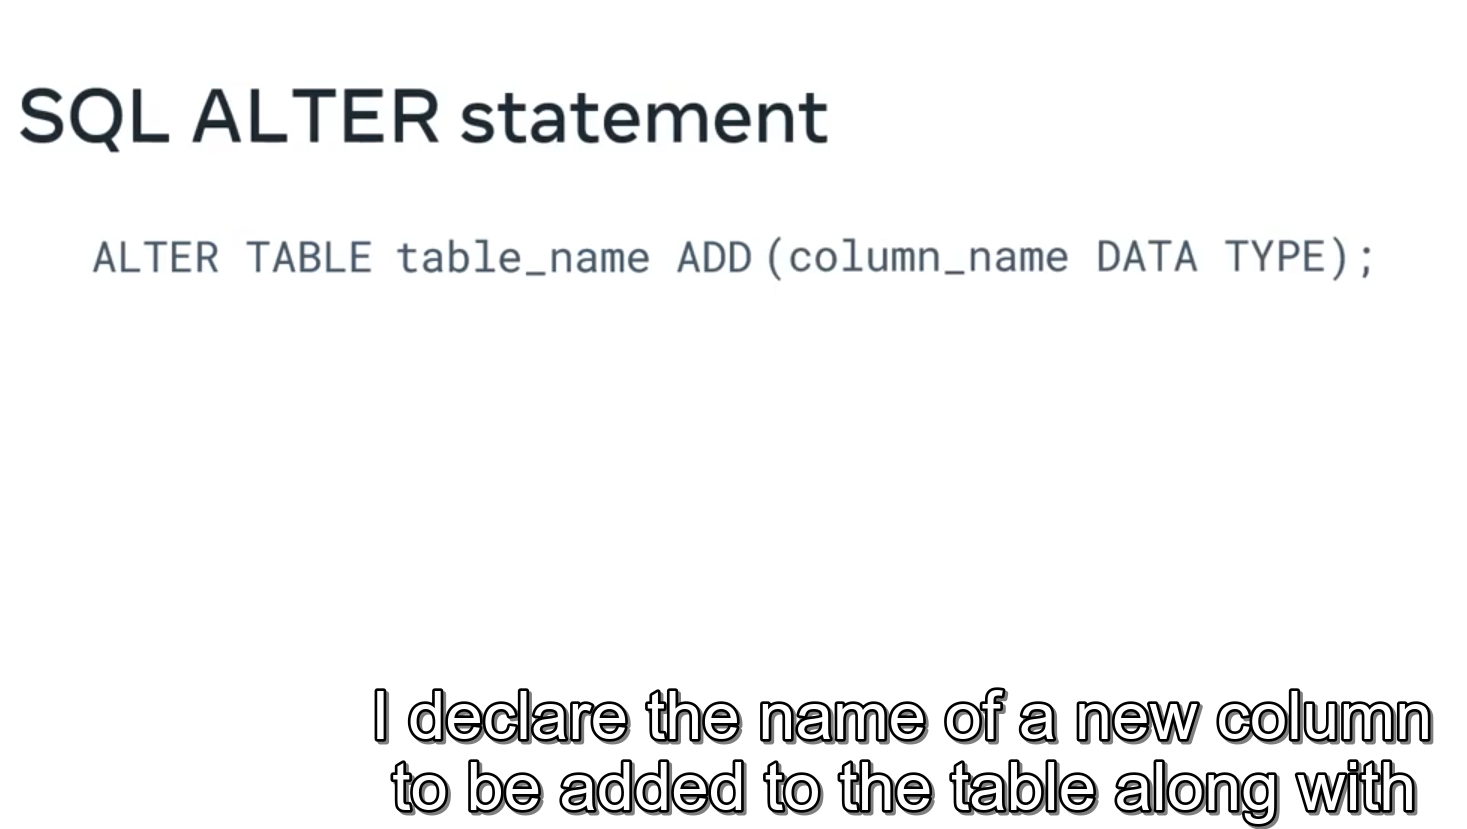 SQL ALTER statement
ALTER TABLE table_name ADD (column_name DATA TYPE);
I declare the name of a new column
to be added to the table along with